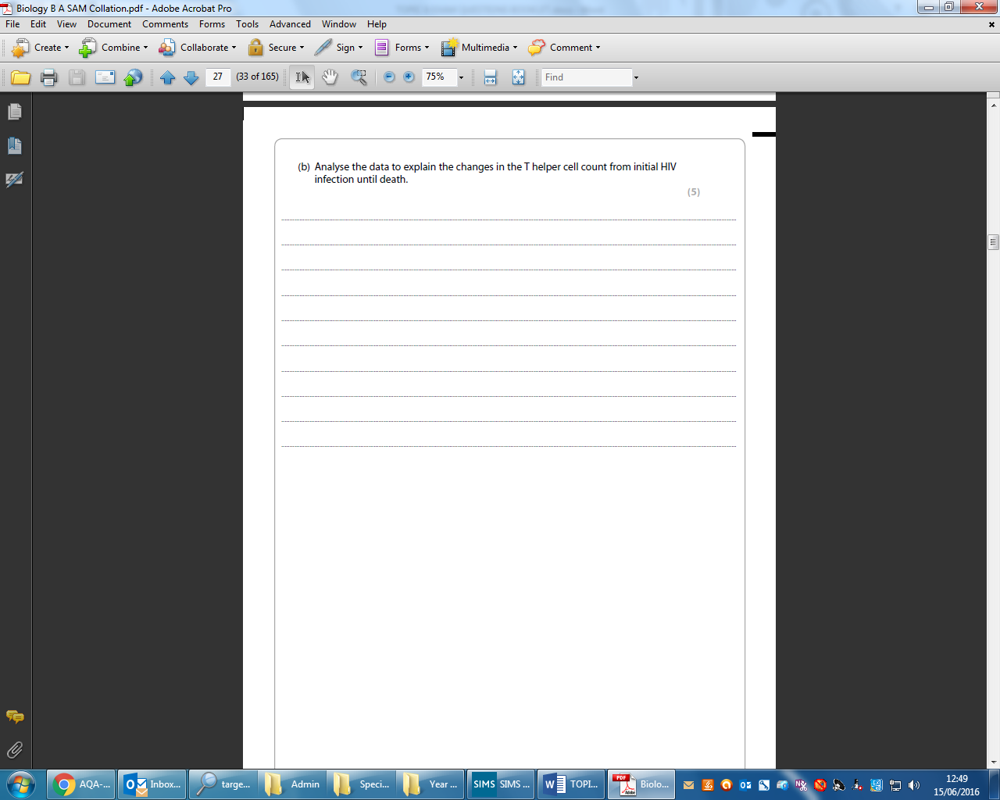 Biology B A SAM Collation.pdf - Adobe Acrobat Pro
File Edit View Document Comments Forms Tools Advanced Window Help
Create Combine Collaborate Secure Sign Forms Multimedia Comment
27 (33 of 165) 75% Find
(b) Analyse the data to explain the changes in the T helper cell count from initial HIV
infection until death.
(5)
AQA-... Inbox... targe... Admin Speci... Year ... SIMS SIMS ... TOPI... PDF Adobe Biolo... 12:49
15/06/2016